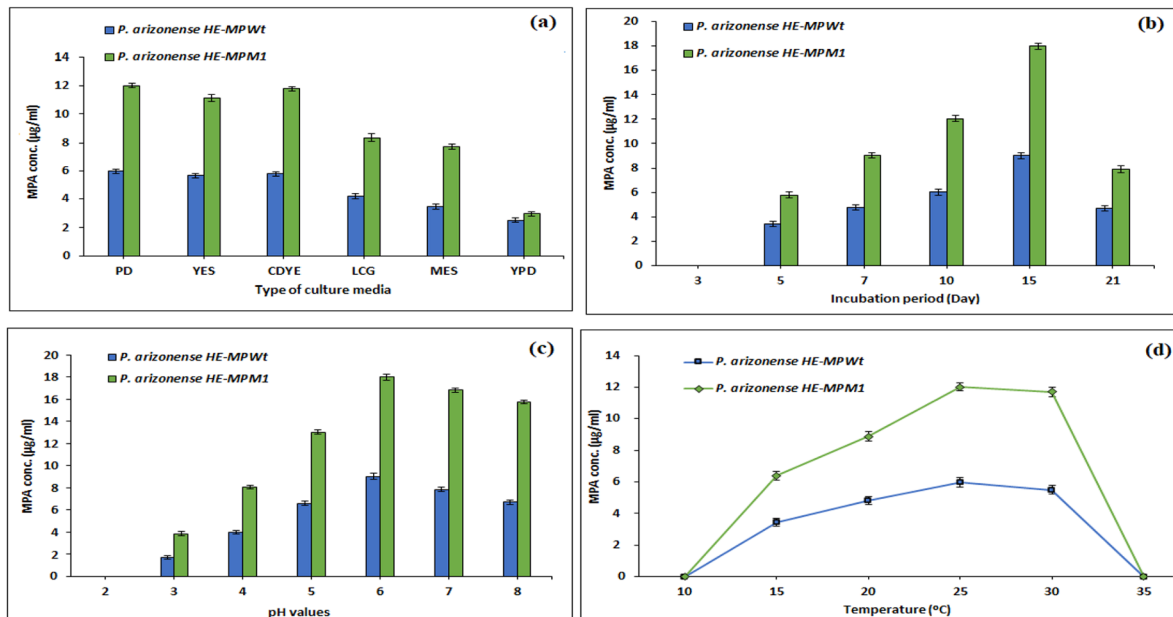 (a)
P. arizonense HE-MPWt
P. arizonense HE-MPM1
MPA conc. (µg/ml)
14
12
10
8
6
4
2
0
PD YES CDYE LCG MES YPD
Type of culture media
(b)
P. arizonense HE-MPWt
P. arizonense HE-MPM1
MPA conc. (µg/ml)
20
18
16
14
12
10
8
6
4
2
0
3 5 7 10 15 21
Incubation period (Day)
(c)
P. arizonense HE-MPWt
P. arizonense HE-MPM1
MPA conc. (µg/ml)
20
18
16
14
12
10
8
6
4
2
0
2 3 4 5 6 7 8
pH values
(d)
P. arizonense HE-MPWt
P. arizonense HE-MPM1
MPA conc. (µg/ml)
14
12
10
8
6
4
2
0
10 15 20 25 30 35
Temperature (ºC)